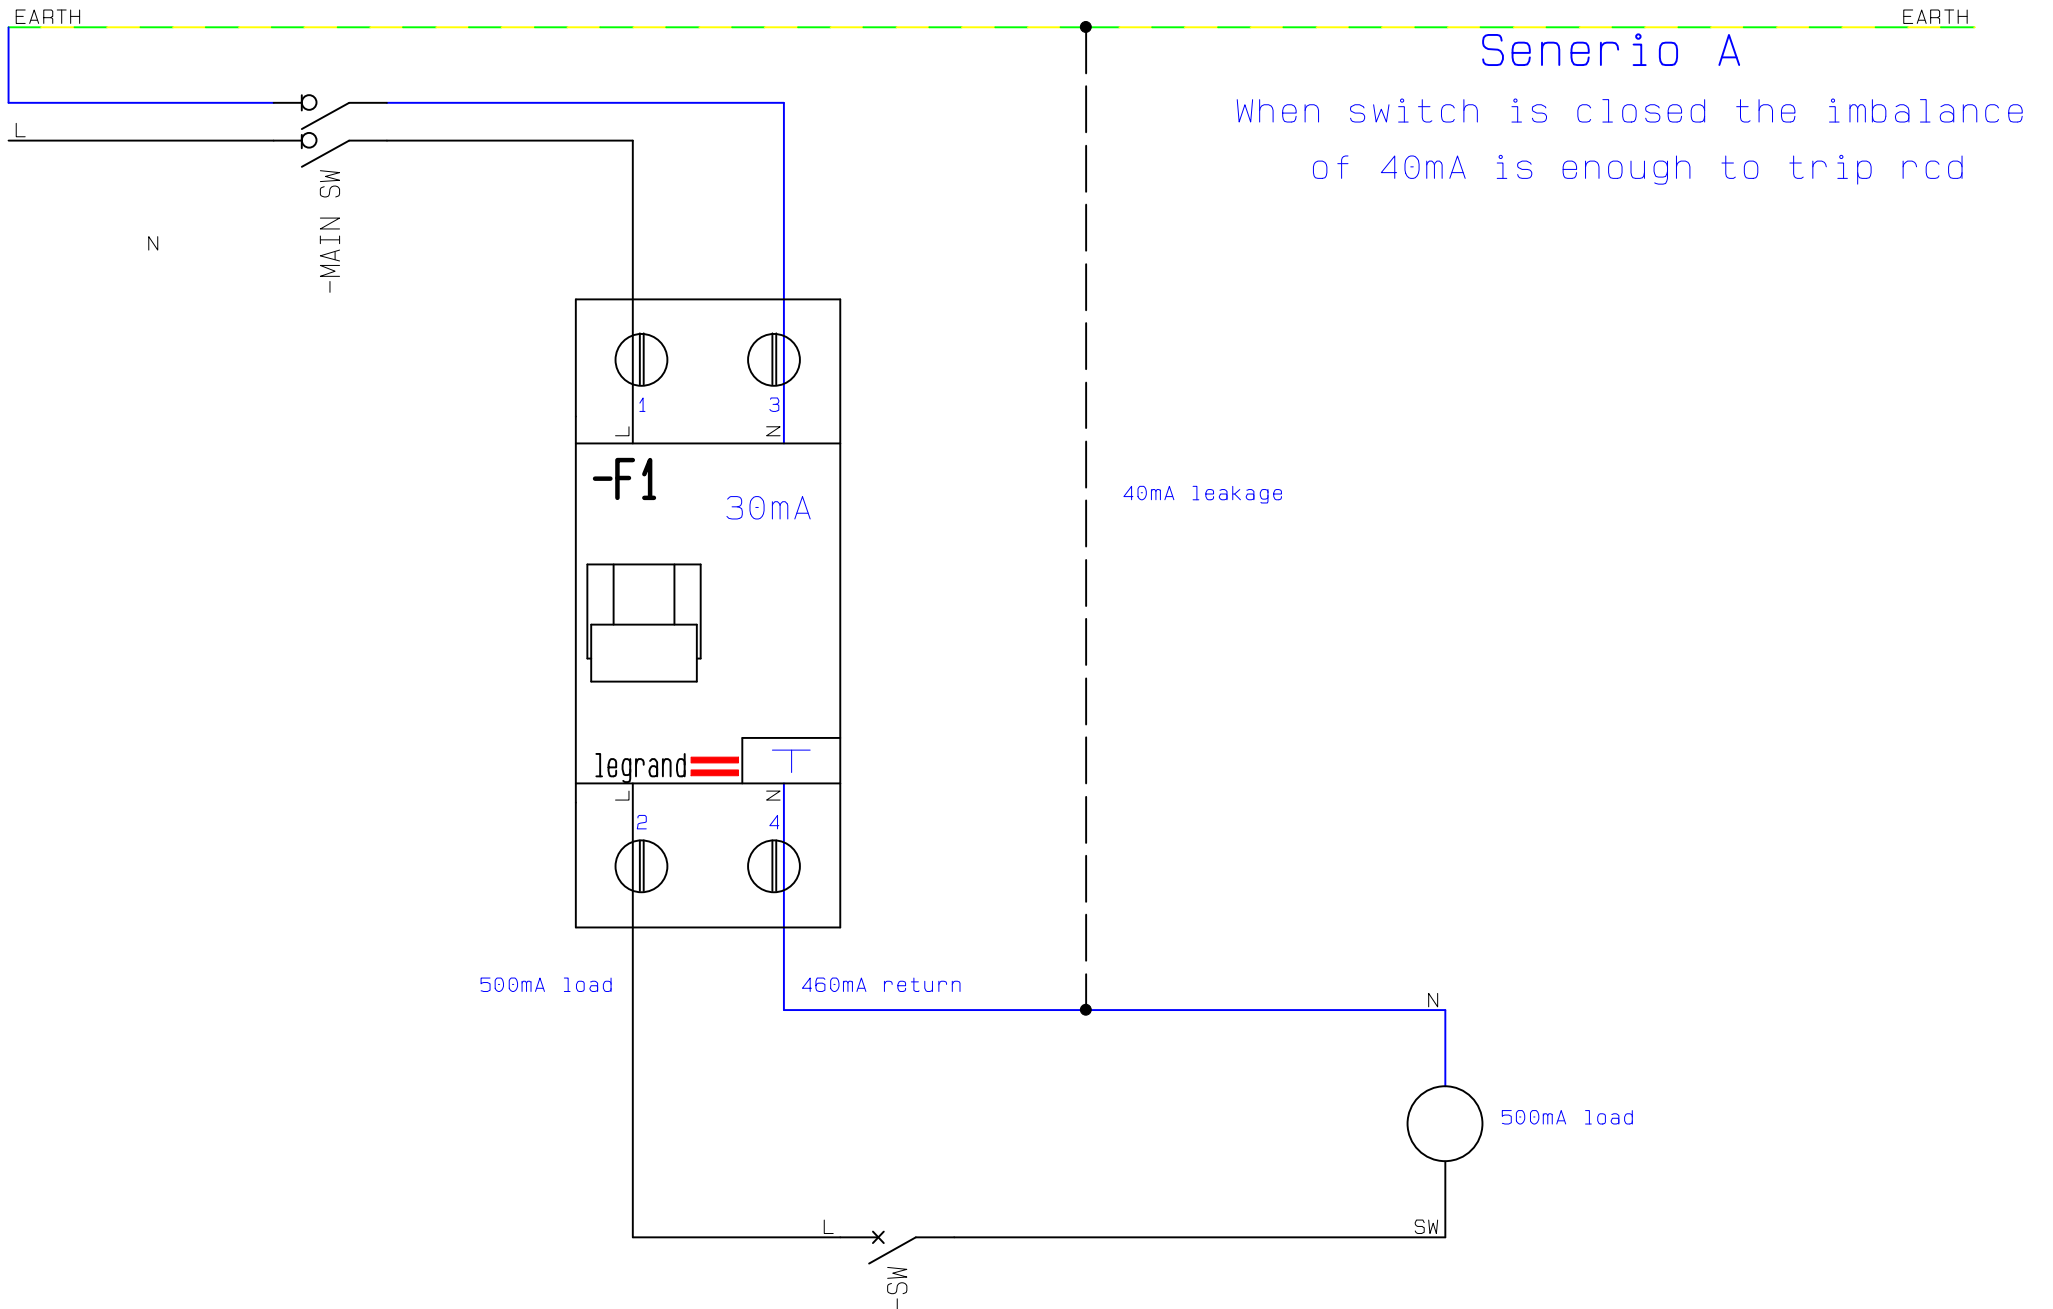 EARTH
EARTH
Senerio A
When switch is closed the imbalance
of 40mA is enough to trip rcd
L
-MAIN SW
N
1
3
L
N
-F1
30mA
40mA leakage
legrand
T
L
N
2
4
500mA load
460mA return
N
500mA load
L
SW
-SW